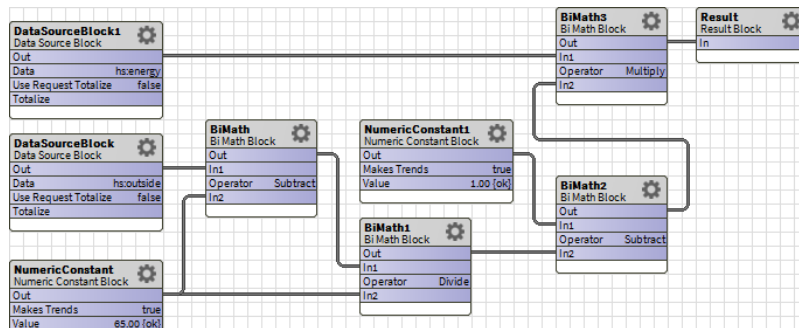 DataSourceBlock1
Data Source Block
Out
Data hs:energy
Use Request Totalize false
Totalize
DataSourceBlock
Data Source Block
Out
Data hs:outside
Use Request Totalize false
Totalize
NumericConstant
Numeric Constant Block
Out
Makes Trends true
Value 65.00 {ok}
BiMath
Bi Math Block
Out
In1
Operator Subtract
In2
NumericConstant1
Numeric Constant Block
Out
Makes Trends true
Value 1.00 {ok}
BiMath1
Bi Math Block
Out
In1
Operator Divide
In2
BiMath3
Bi Math Block
Out
In1
Operator Multiply
In2
BiMath2
Bi Math Block
Out
In1
Operator Subtract
In2
Result
Result Block
In